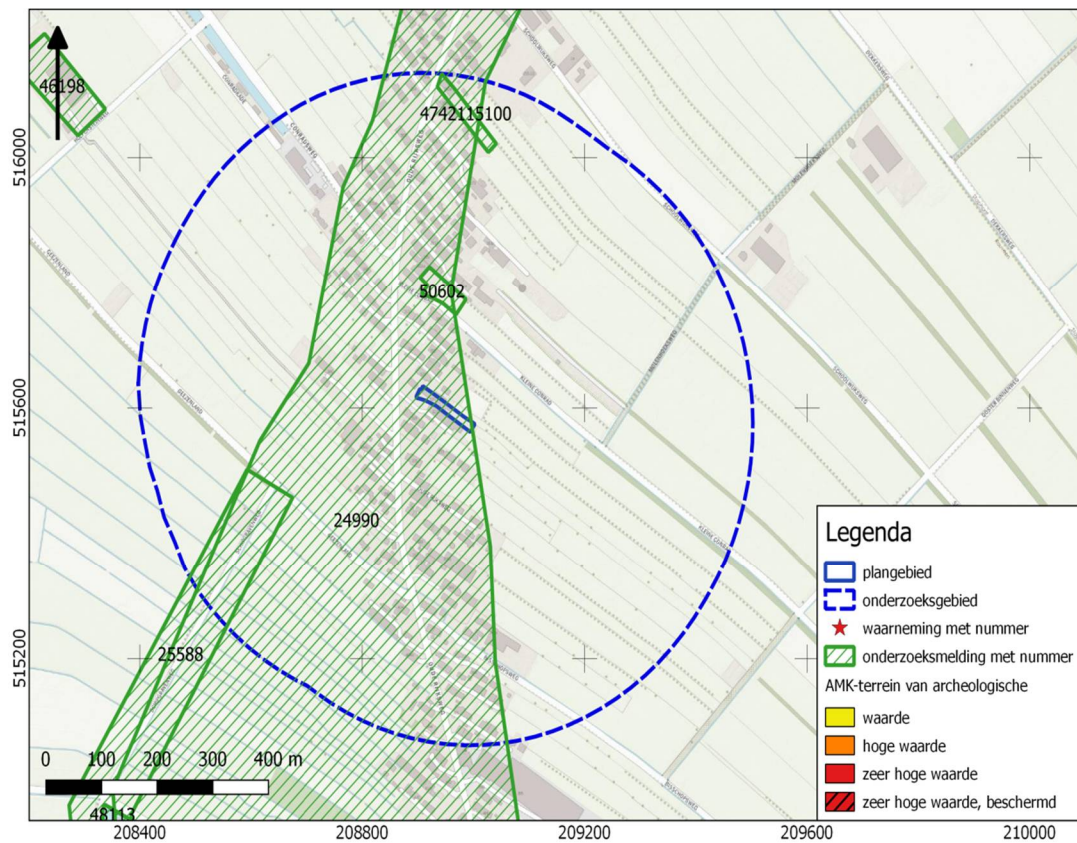 46198
4742115100
50602
24990
25588
48113
KLEINE CONRAD
516000
515600
515200
0 100 200 300 400 m
208400 208800 209200 209600 210000
Legenda
plangebied
onderzoeksgebied
waarneming met nummer
onderzoeksmelding met nummer
AMK-terrein van archeologische
waarde
hoge waarde
zeer hoge waarde
zeer hoge waarde, beschermd